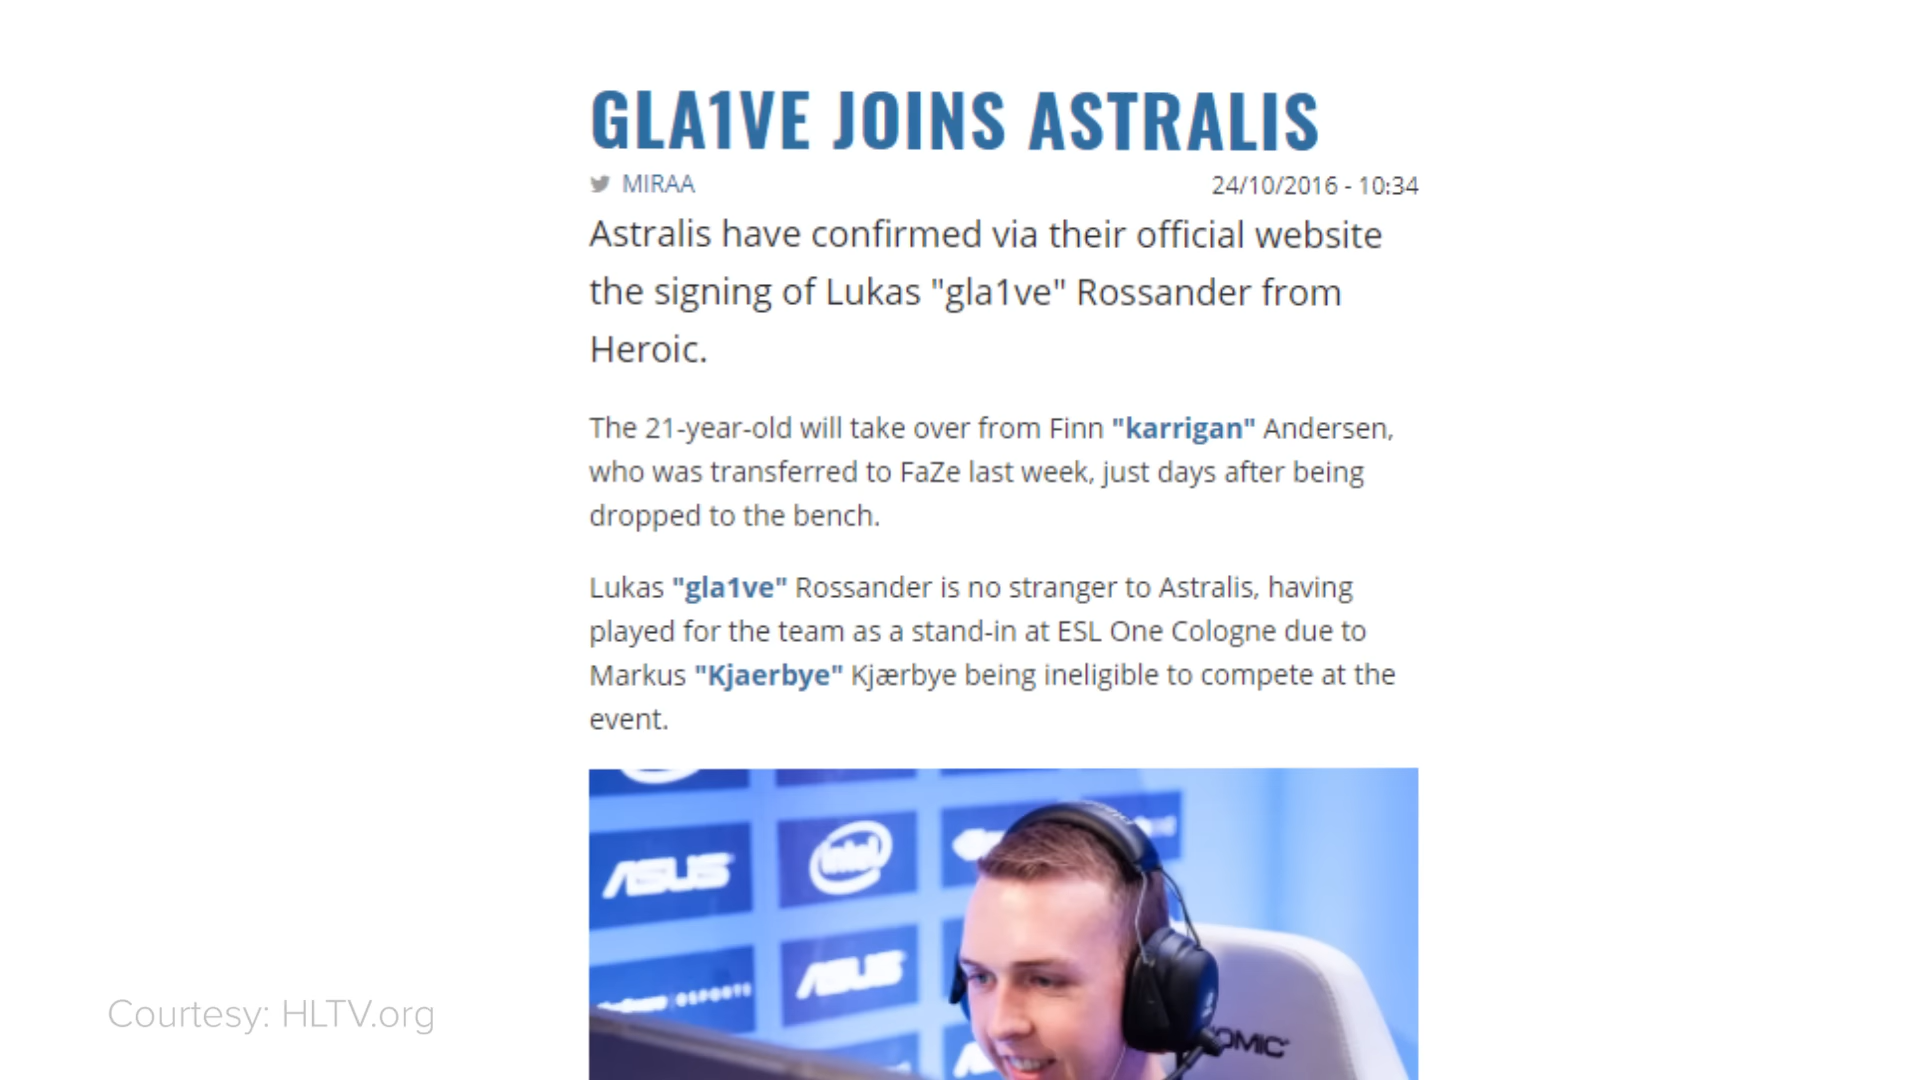 GLA1VE JOINS ASTRALIS
MIRAA 24/10/2016 - 10:34
Astralis have confirmed via their official website
the signing of Lukas "gla1ve" Rossander from
Heroic.
The 21-year-old will take over from Finn "karrigan" Andersen,
who was transferred to FaZe last week, just days after being
dropped to the bench.
Lukas "gla1ve" Rossander is no stranger to Astralis, having
played for the team as a stand-in at ESL One Cologne due to
Markus "Kjaerbye" Kjærbye being ineligible to compete at the
event.
ASUS
intel
ASUS
ESPORTS
OMIC
Courtesy: HLTV.org